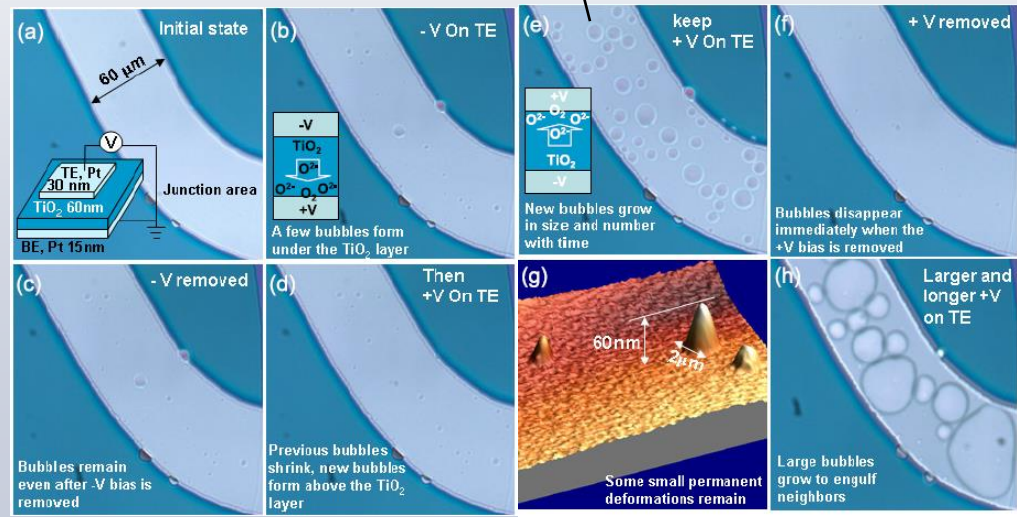 (a)
Initial state
60 μm
V
TE, Pt
30 nm
TiO₂ 60nm
BE, Pt 15nm
Junction area
(b)
- V On TE
-V
TiO₂
O²⁻
O²⁻ O₂ O²⁻
+V
A few bubbles form
under the TiO₂ layer
(c)
- V removed
Bubbles remain
even after -V bias is
removed
(d)
Then
+V On TE
Previous bubbles
shrink, new bubbles
form above the TiO₂
layer
(e)
keep
+ V On TE
+V
O²⁻ O₂ O²⁻
O²⁻
TiO₂
-V
New bubbles grow
in size and number
with time
(f)
+ V removed
Bubbles disappear
immediately when the
+V bias is removed
(g)
60nm
2μm
Some small permanent
deformations remain
(h)
Larger and
longer +V
on TE
Large bubbles
grow to engulf
neighbors